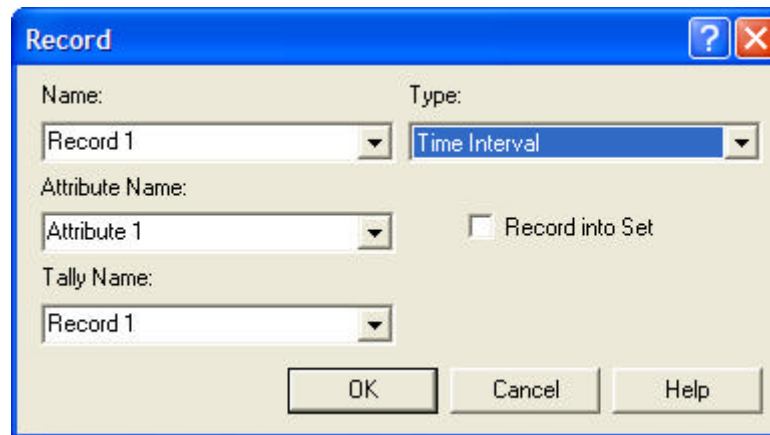 Record
?
Name: Type:
Record 1 Time Interval
Attribute Name:
Attribute 1 Record into Set
Tally Name:
Record 1
OK Cancel Help